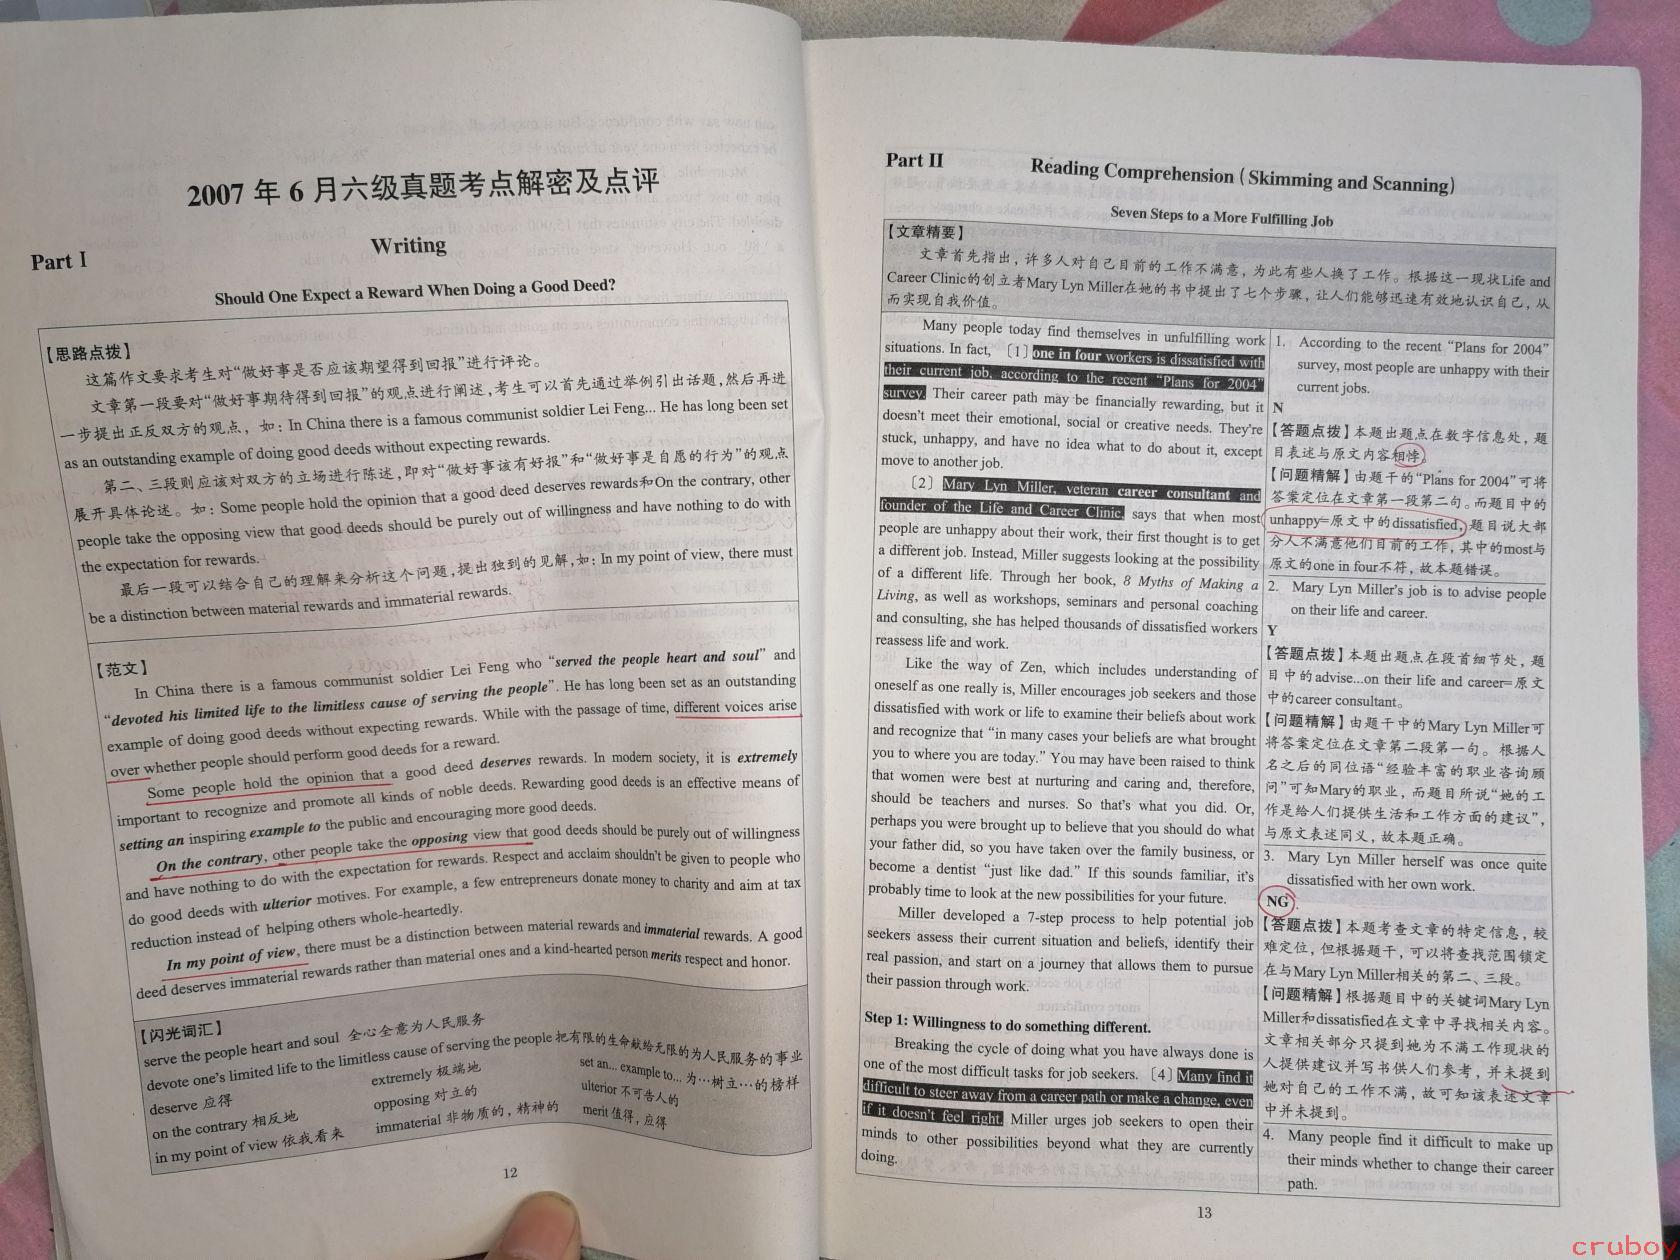 2007 年 6 月六级真题考点解密及点评
Part Ⅰ
Writing
Should One Expect a Reward When Doing a Good Deed?
【思路点拨】
这篇作文要求考生对“做好事是否应该期望得到回报”进行评论。
文章第一段要对“做好事期待得到回报”的观点进行阐述,考生可以首先通过举例引出话题,然后再进
一步提出正反双方的观点，如: In China there is a famous communist soldier Lei Feng... He has long been set
as an outstanding example of doing good deeds without expecting rewards.
第二、三段则应该对双方的立场进行陈述,即对“做好事该有好报”和“做好事是自愿的行为”的观点
展开具体论述。如: Some people hold the opinion that a good deed deserves rewards和On the contrary, other
people take the opposing view that good deeds should be purely out of willingness and have nothing to do with
the expectation for rewards.
最后一段可以结合自己的理解来分析这个问题,提出独到的见解,如: In my point of view, there must
be a distinction between material rewards and immaterial rewards.
【范文】
In China there is a famous communist soldier Lei Feng who “served the people heart and soul” and
“devoted his limited life to the limitless cause of serving the people”. He has long been set as an outstanding
example of doing good deeds without expecting rewards. While with the passage of time, different voices arise
over whether people should perform good deeds for a reward.
Some people hold the opinion that a good deed deserves rewards. In modern society, it is extremely
important to recognize and promote all kinds of noble deeds. Rewarding good deeds is an effective means of
setting an inspiring example to the public and encouraging more good deeds.
On the contrary, other people take the opposing view that good deeds should be purely out of willingness
and have nothing to do with the expectation for rewards. Respect and acclaim shouldn't be given to people who
do good deeds with ulterior motives. For example, a few entrepreneurs donate money to charity and aim at tax
reduction instead of helping others whole-heartedly.
In my point of view, there must be a distinction between material rewards and immaterial rewards. A good
deed deserves immaterial rewards rather than material ones and a kind-hearted person merits respect and honor.
【闪光词汇】
serve the people heart and soul 全心全意为人民服务
devote one's limited life to the limitless cause of serving the people 把有限的生命献给无限的为人民服务的事业
deserve 应得 extremely 极端地 set an... example to... 为…树立…的榜样
on the contrary 相反地 opposing 对立的 ulterior 不可告人的
in my point of view 依我看来 immaterial 非物质的，精神的 merit 值得，应得
12
Part II
Reading Comprehension (Skimming and Scanning)
Seven Steps to a More Fulfilling Job
【文章精要】
文章首先指出，许多人对自己目前的工作不满意，为此有些人换了工作。根据这一现状Life and
Career Clinic的创立者Mary Lyn Miller在她的书中提出了七个步骤，让人们能够迅速有效地认识自己，从
而实现自我价值。
Many people today find themselves in unfulfilling work
situations. In fact, 〔1〕 one in four workers is dissatisfied with
their current job, according to the recent “Plans for 2004”
survey. Their career path may be financially rewarding, but it
doesn't meet their emotional, social or creative needs. They're
stuck, unhappy, and have no idea what to do about it, except
move to another job.
〔2〕 Mary Lyn Miller, veteran career consultant and
founder of the Life and Career Clinic, says that when most
people are unhappy about their work, their first thought is to get
a different job. Instead, Miller suggests looking at the possibility
of a different life. Through her book, 8 Myths of Making a
Living, as well as workshops, seminars and personal coaching
and consulting, she has helped thousands of dissatisfied workers
reassess life and work.
Like the way of Zen, which includes understanding of
oneself as one really is, Miller encourages job seekers and those
dissatisfied with work or life to examine their beliefs about work
and recognize that “in many cases your beliefs are what brought
you to where you are today.” You may have been raised to think
that women were best at nurturing and caring and, therefore,
should be teachers and nurses. So that's what you did. Or,
perhaps you were brought up to believe that you should do what
your father did, so you have taken over the family business, or
become a dentist “just like dad.” If this sounds familiar, it's
probably time to look at the new possibilities for your future.
Miller developed a 7-step process to help potential job
seekers assess their current situation and beliefs, identify their
real passion, and start on a journey that allows them to pursue
their passion through work.
Step 1: Willingness to do something different.
Breaking the cycle of doing what you have always done is
one of the most difficult tasks for job seekers. 〔4〕 Many find it
difficult to steer away from a career path or make a change, even
if it doesn't feel right. Miller urges job seekers to open their
minds to other possibilities beyond what they are currently
doing.
1. According to the recent “Plans for 2004”
survey, most people are unhappy with their
current jobs.
N
【答题点拨】本题出题点在数字信息处，题
目表述与原文内容相悖。
【问题精解】由题干的“Plans for 2004”可将
答案定位在文章第一段第二句。而题目中的
unhappy=原文中的dissatisfied,题目说大部
分人不满意他们目前的工作，其中的most与
原文的one in four不符，故本题错误。
2. Mary Lyn Miller's job is to advise people
on their life and career.
Y
【答题点拨】本题出题点在段首细节处，题
目中的advise...on their life and career=原文
中的career consultant。
【问题精解】由题干中的Mary Lyn Miller可
将答案定位在文章第二段第一句。根据人
名之后的同位语“经验丰富的职业咨询顾
问”可知Mary的职业，而题目所说“她的工
作是给人们提供生活和工作方面的建议”，
与原文表述同义，故本题正确。
3. Mary Lyn Miller herself was once quite
dissatisfied with her own work.
NG
【答题点拨】本题考查文章的特定信息，较
难定位，但根据题干，可以将查找范围锁定
在与Mary Lyn Miller相关的第二、三段。
【问题精解】根据题目中的关键词Mary Lyn
Miller和dissatisfied在文章中寻找相关内容。
文章相关部分只提到她为不满工作现状的
人提供建议并写书供人们参考，并未提到
她对自己的工作不满，故可知该表述文章
中并未提到。
4. Many people find it difficult to make up
their minds whether to change their career
path.
13
cruboy